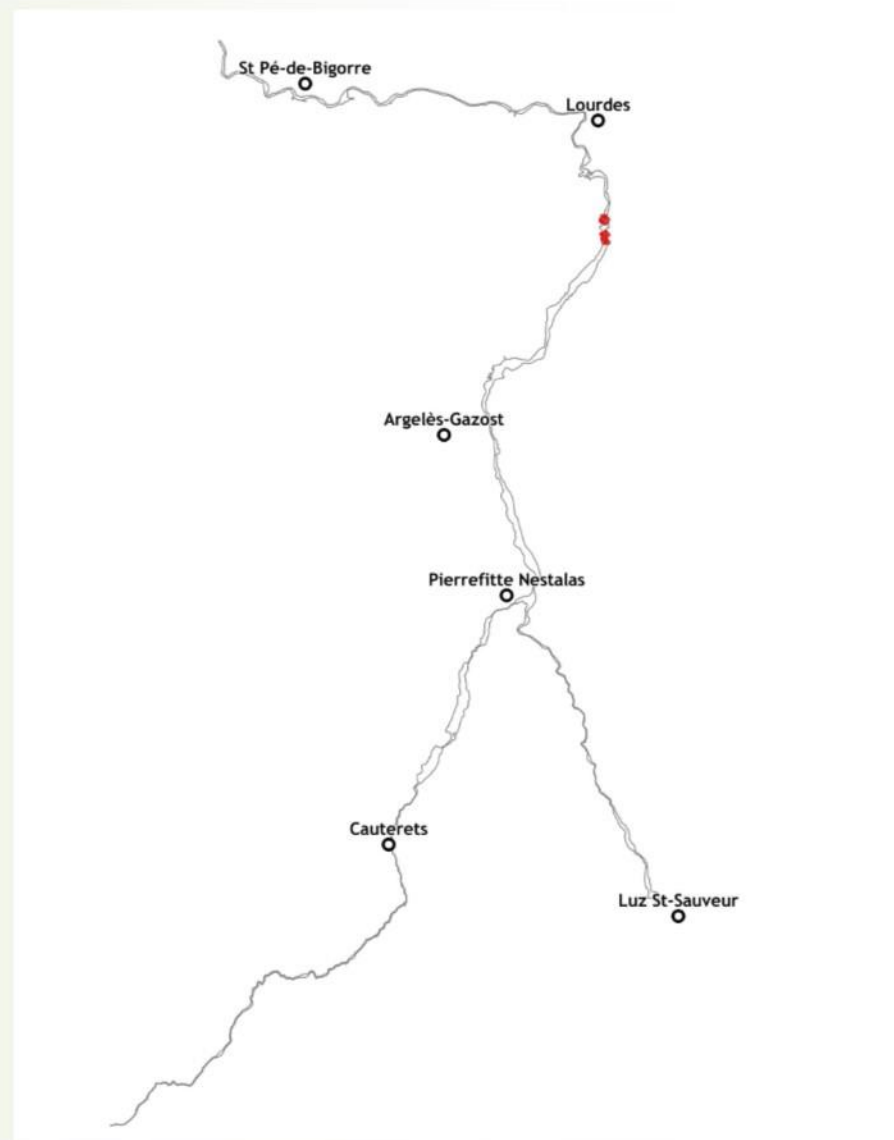 St Pé-de-Bigorre
Lourdes
Argelès-Gazost
Pierrefitte Nestalas
Cauterets
Luz St-Sauveur